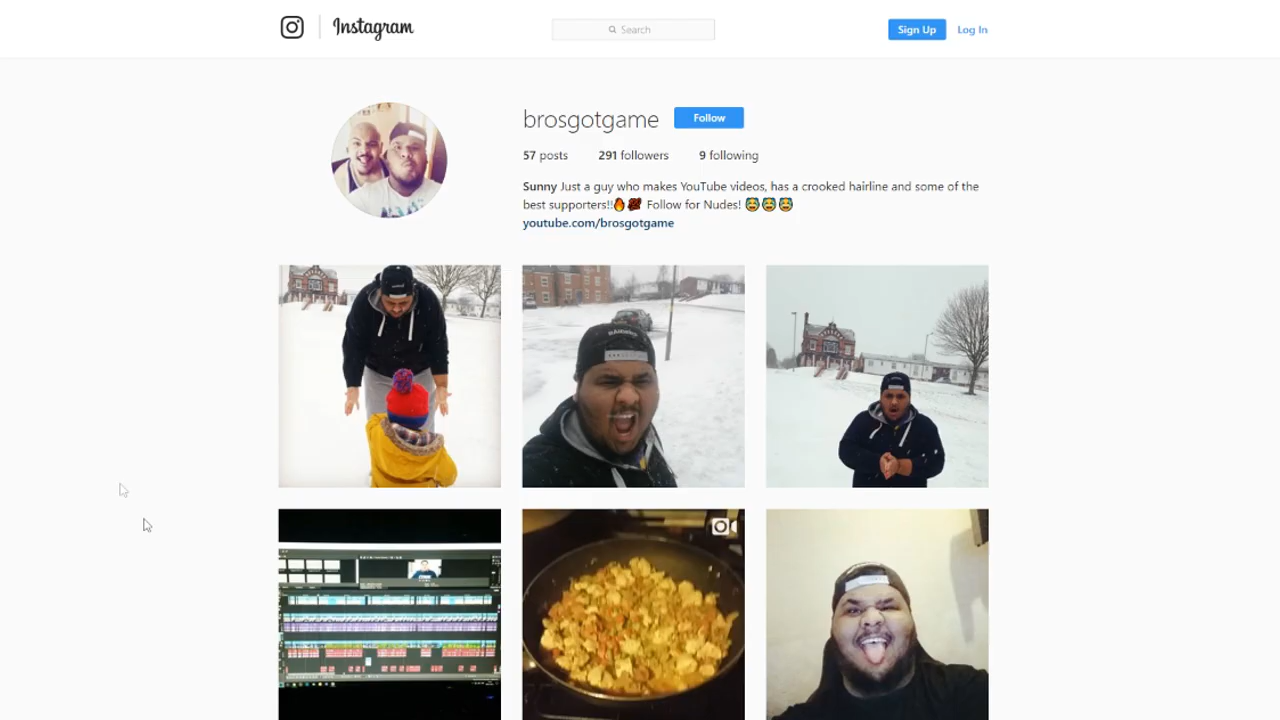 Instagram
Search
Sign Up
Log In
brosgotgame
Follow
57 posts 291 followers 9 following
Sunny Just a guy who makes YouTube videos, has a crooked hairline and some of the
best supporters!!🔥💯 Follow for Nudes! 😂😂😂
youtube.com/brosgotgame